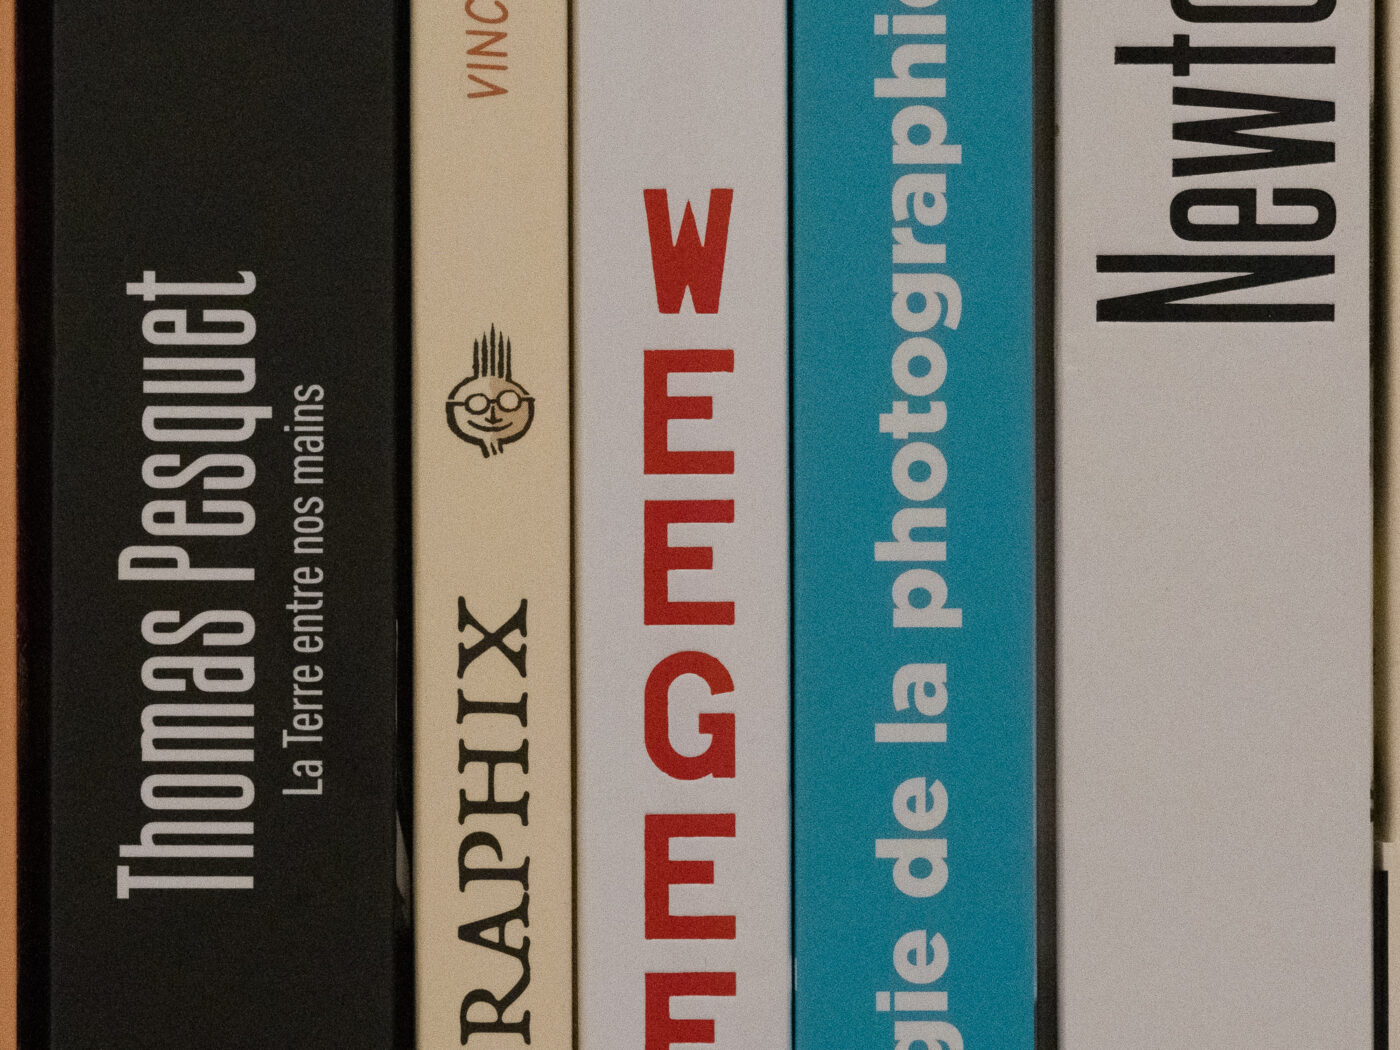 Thomas Pesquet
La Terre entre nos mains
RAPHIX
VINC
WEEGEE
gie de la photographi
Newto